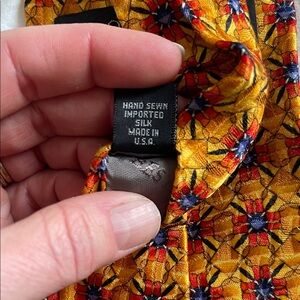 HAND SEWN
IMPORTED
SILK
MADE IN
U.S.A.